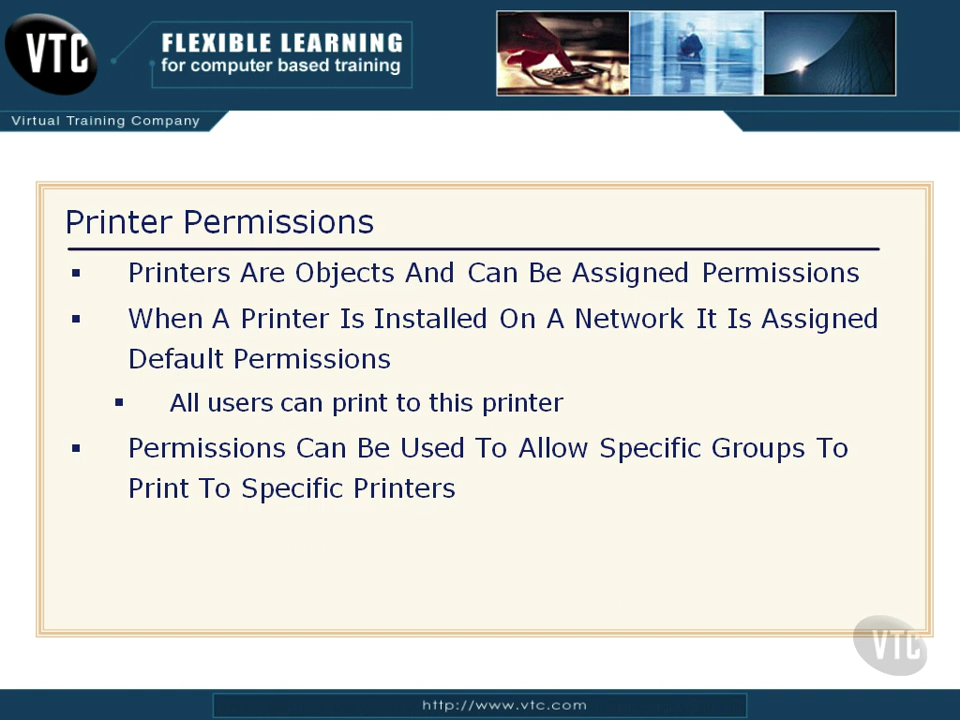 VTC
FLEXIBLE LEARNING
for computer based training
Virtual Training Company
Printer Permissions
▪ Printers Are Objects And Can Be Assigned Permissions
▪ When A Printer Is Installed On A Network It Is Assigned
Default Permissions
▪ All users can print to this printer
▪ Permissions Can Be Used To Allow Specific Groups To
Print To Specific Printers
VTC
http://www.vtc.com